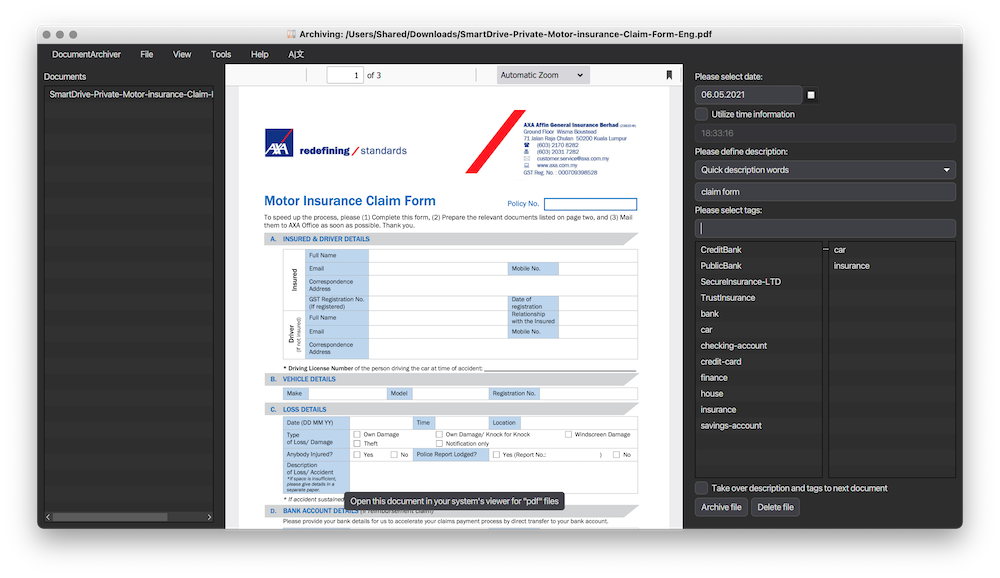 Archiving: /Users/Shared/Downloads/SmartDrive-Private-Motor-insurance-Claim-Form-Eng.pdf
DocumentArchiver File View Tools Help A|文
Documents
SmartDrive-Private-Motor-insurance-Claim-
1 of 3 Automatic Zoom
AXA
redefining / standards
AXA Affin General Insurance Berhad
Ground Floor Wisma Boustead
71 Jalan Raja Chulan 50200 Kuala Lumpur
(603) 2170 8282
(603) 2031 7282
customer.service@axa.com.my
www.axa.com.my
GST Reg. No. : 000709398528
Motor Insurance Claim Form
Policy No.
To speed up the process, please (1) Complete this form, (2) Prepare the relevant documents listed on page two, and (3) Mail
them to AXA Office as soon as possible. Thank you.
A. INSURED & DRIVER DETAILS
Insured
Full Name
Email Mobile No.
Correspondence
Address
GST Registration No.
(If registered)
Date of
registration
Driver
(If not insured)
Full Name
Relationship
with the Insured
Email Mobile No.
Correspondence
Address
* Driving License Number of the person driving the car at time of accident:
B. VEHICLE DETAILS
Make Model Registration No.
C. LOSS DETAILS
Date (DD MM YY) Time Location
Type
of Loss/ Damage
Own Damage Own Damage/ Knock for Knock Windscreen Damage
Theft Notification only
Anybody Injured? Yes No Police Report Lodged? Yes (Report No.: ) No
Description
of Loss/ Accident
*If space is insufficient,
please give details in a
separate paper.
* If accident sustained
Open this document in your system's viewer for "pdf" files
D. BANK ACCOUNT DETAILS (If reimbursement claim)
Please provide your bank details for us to accelerate your claims payment process by direct transfer to your bank account.
Please select date:
06.05.2021
Utilize time information
18:33:16
Please define description:
Quick description words
claim form
Please select tags:
CreditBank
PublicBank
SecureInsurance-LTD
TrustInsurance
bank
car
checking-account
credit-card
finance
house
insurance
savings-account
car
insurance
Take over description and tags to next document
Archive file Delete file